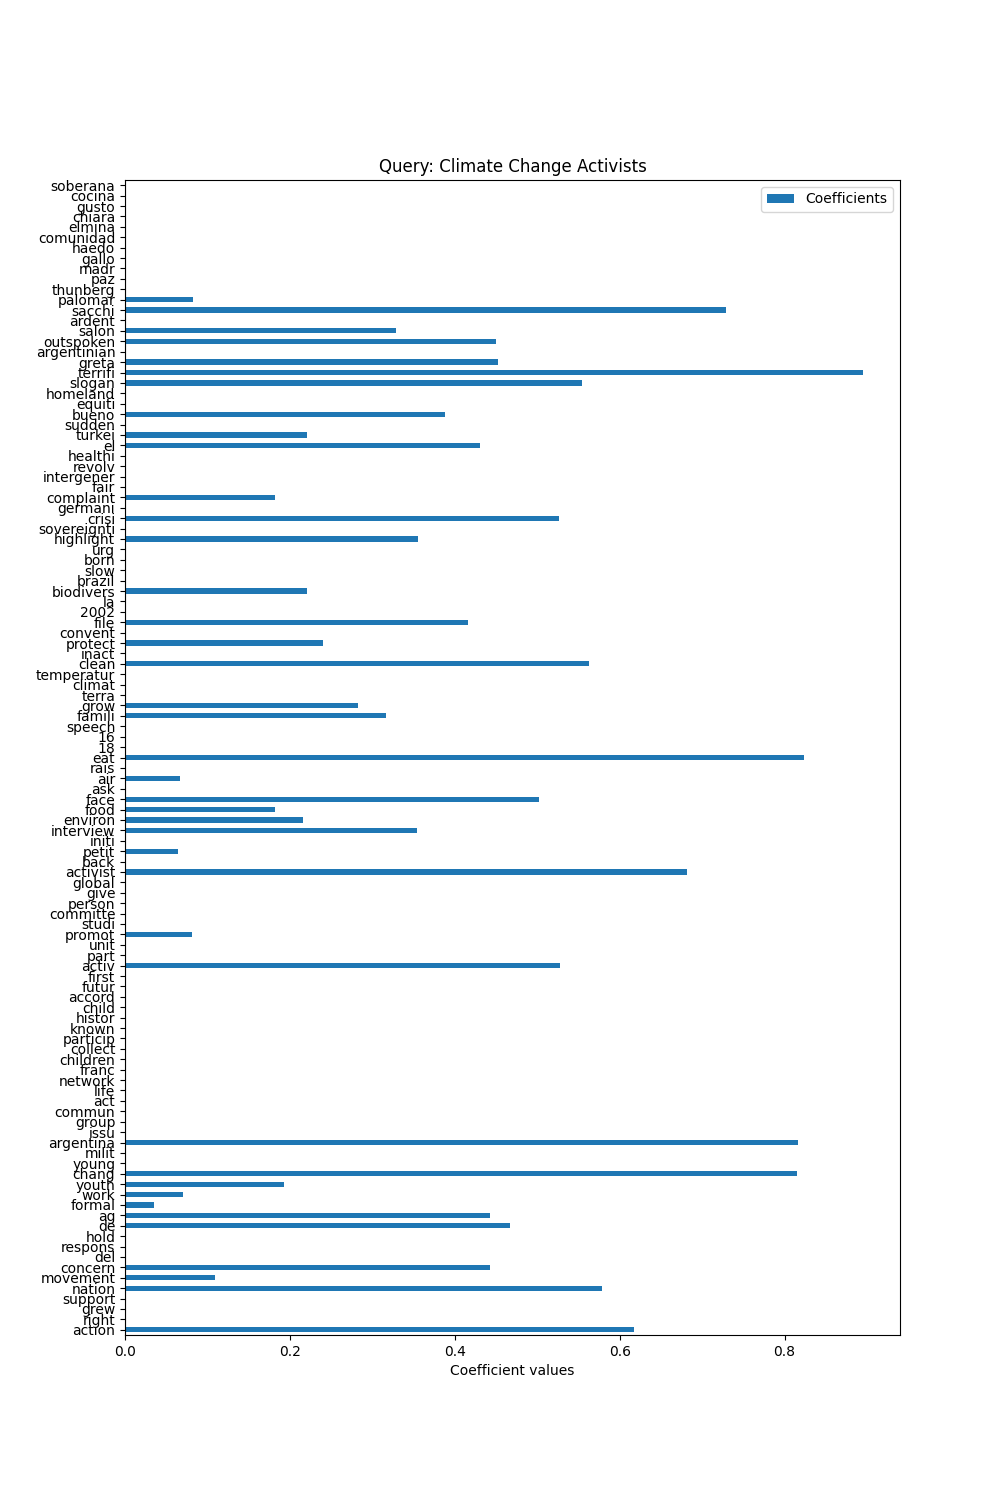 Query: Climate Change Activists
Coefficients
soberana
cocina
gusto
chiara
elmina
comunidad
haedo
gallo
madr
paz
thunberg
palomar
sacchi
ardent
salon
outspoken
argentinian
greta
terrifi
slogan
homeland
equiti
bueno
sudden
turkei
el
healthi
revolv
intergener
fair
complaint
germani
crisi
sovereignti
highlight
urg
born
slow
brazil
biodivers
la
2002
file
convent
protect
inact
clean
temperatur
climat
terra
grow
famili
speech
16
18
eat
rais
air
ask
face
food
environ
interview
initi
petit
back
activist
global
give
person
committe
studi
promot
unit
part
activ
first
futur
accord
child
histor
known
particip
collect
children
franc
network
life
act
commun
group
issu
argentina
milit
young
chang
youth
work
formal
ag
de
hold
respons
del
concern
movement
nation
support
grew
right
action
0.0 0.2 0.4 0.6 0.8
Coefficient values